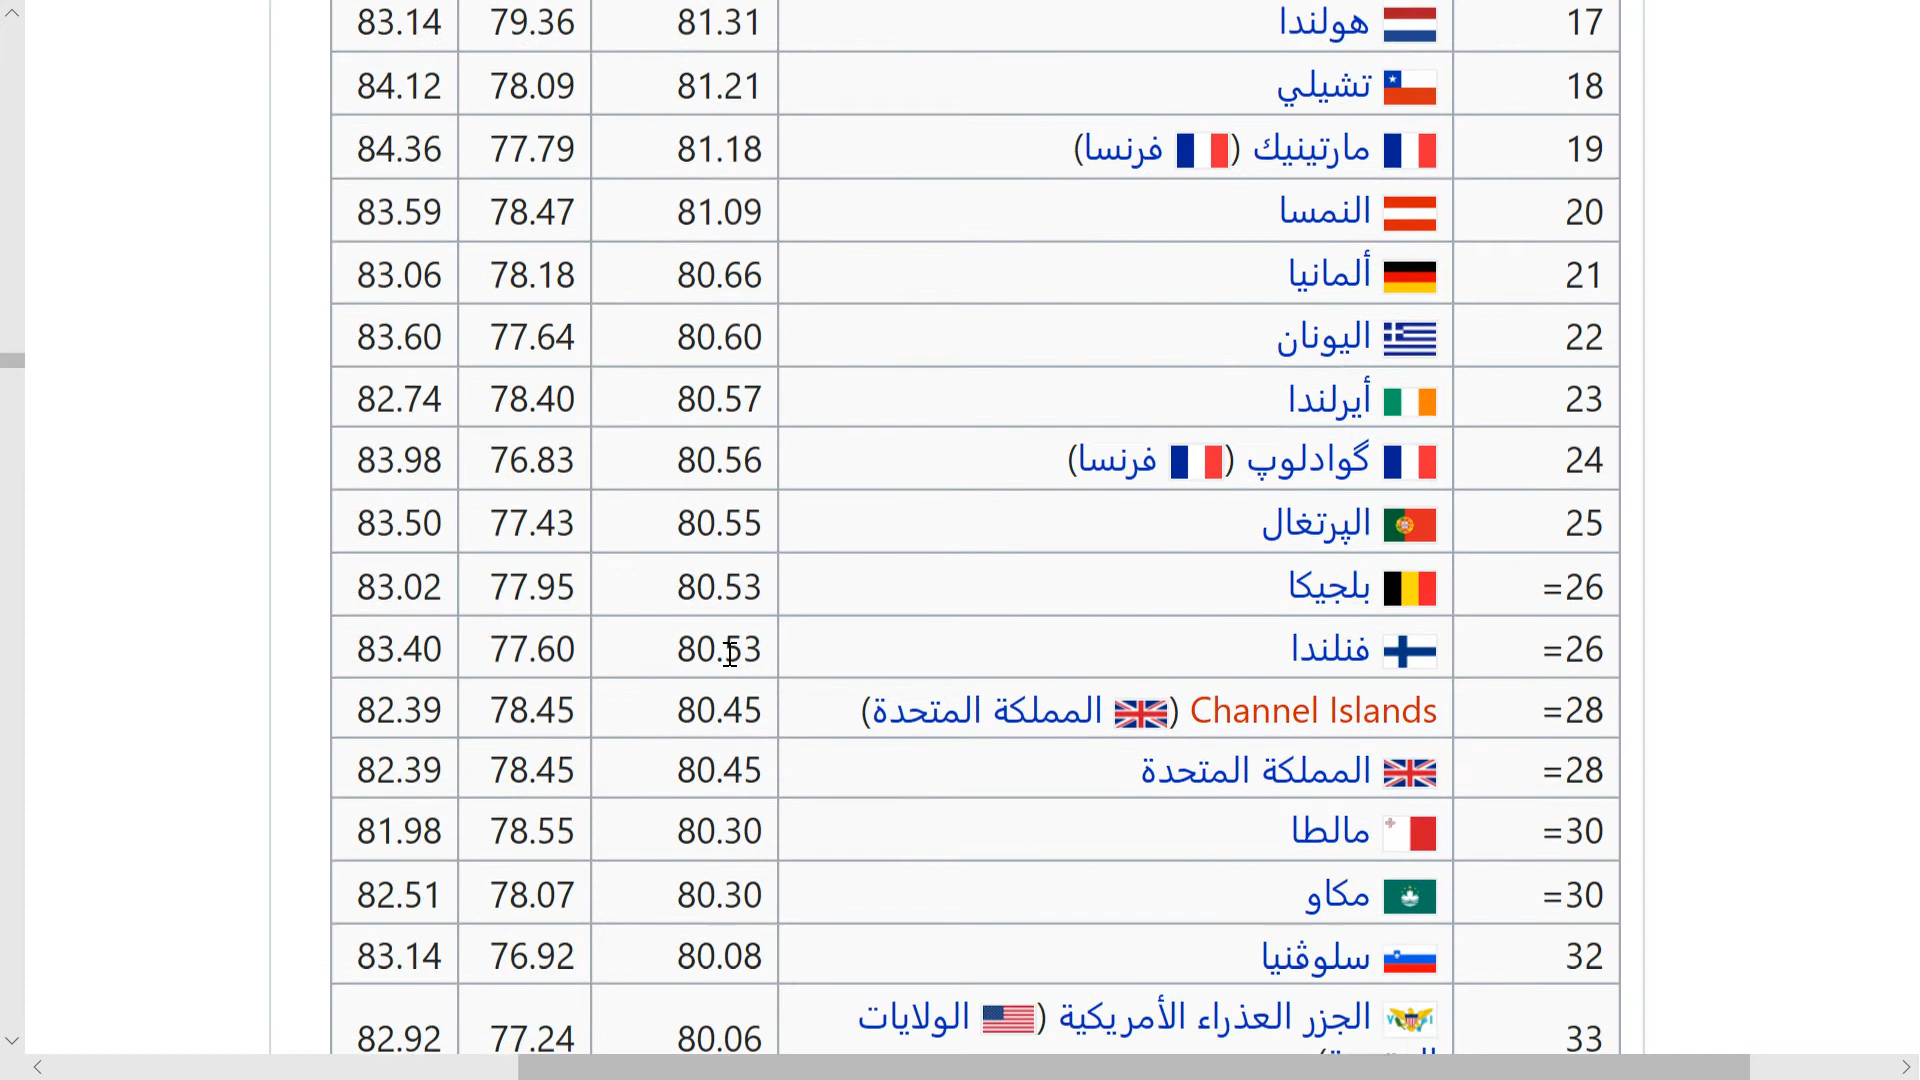 17 هولندا 81.31 79.36 83.14
18 تشيلي 81.21 78.09 84.12
19 مارتينيك (فرنسا) 81.18 77.79 84.36
20 النمسا 81.09 78.47 83.59
21 ألمانيا 80.66 78.18 83.06
22 اليونان 80.60 77.64 83.60
23 أيرلندا 80.57 78.40 82.74
24 گوادلوپ (فرنسا) 80.56 76.83 83.98
25 الپرتغال 80.55 77.43 83.50
26= بلجيكا 80.53 77.95 83.02
26= فنلندا 80.53 77.60 83.40
28= Channel Islands (المملكة المتحدة) 80.45 78.45 82.39
28= المملكة المتحدة 80.45 78.45 82.39
30= مالطا 80.30 78.55 81.98
30= مكاو 80.30 78.07 82.51
32 سلوڤنيا 80.08 76.92 83.14
33 الجزر العذراء الأمريكية (الولايات 80.06 77.24 82.92